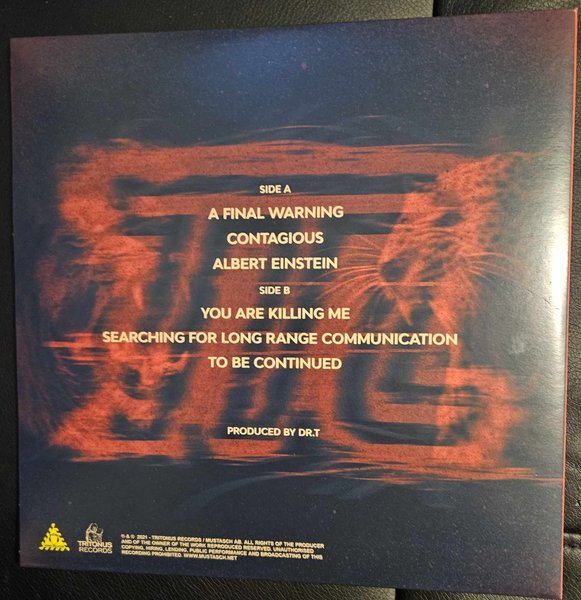 SIDE A
A FINAL WARNING
CONTAGIOUS
ALBERT EINSTEIN
SIDE B
YOU ARE KILLING ME
SEARCHING FOR LONG RANGE COMMUNICATION
TO BE CONTINUED
PRODUCED BY DR.T
TRITONUS
RECORDS
℗ & © 2021 - TRITONUS RECORDS / MUSTASCH AB. ALL RIGHTS OF THE PRODUCER
AND OF THE OWNER OF THE WORK REPRODUCED RESERVED. UNAUTHORISED
COPYING, HIRING, LENDING, PUBLIC PERFORMANCE AND BROADCASTING OF THIS
RECORDING PROHIBITED. WWW.MUSTASCH.NET